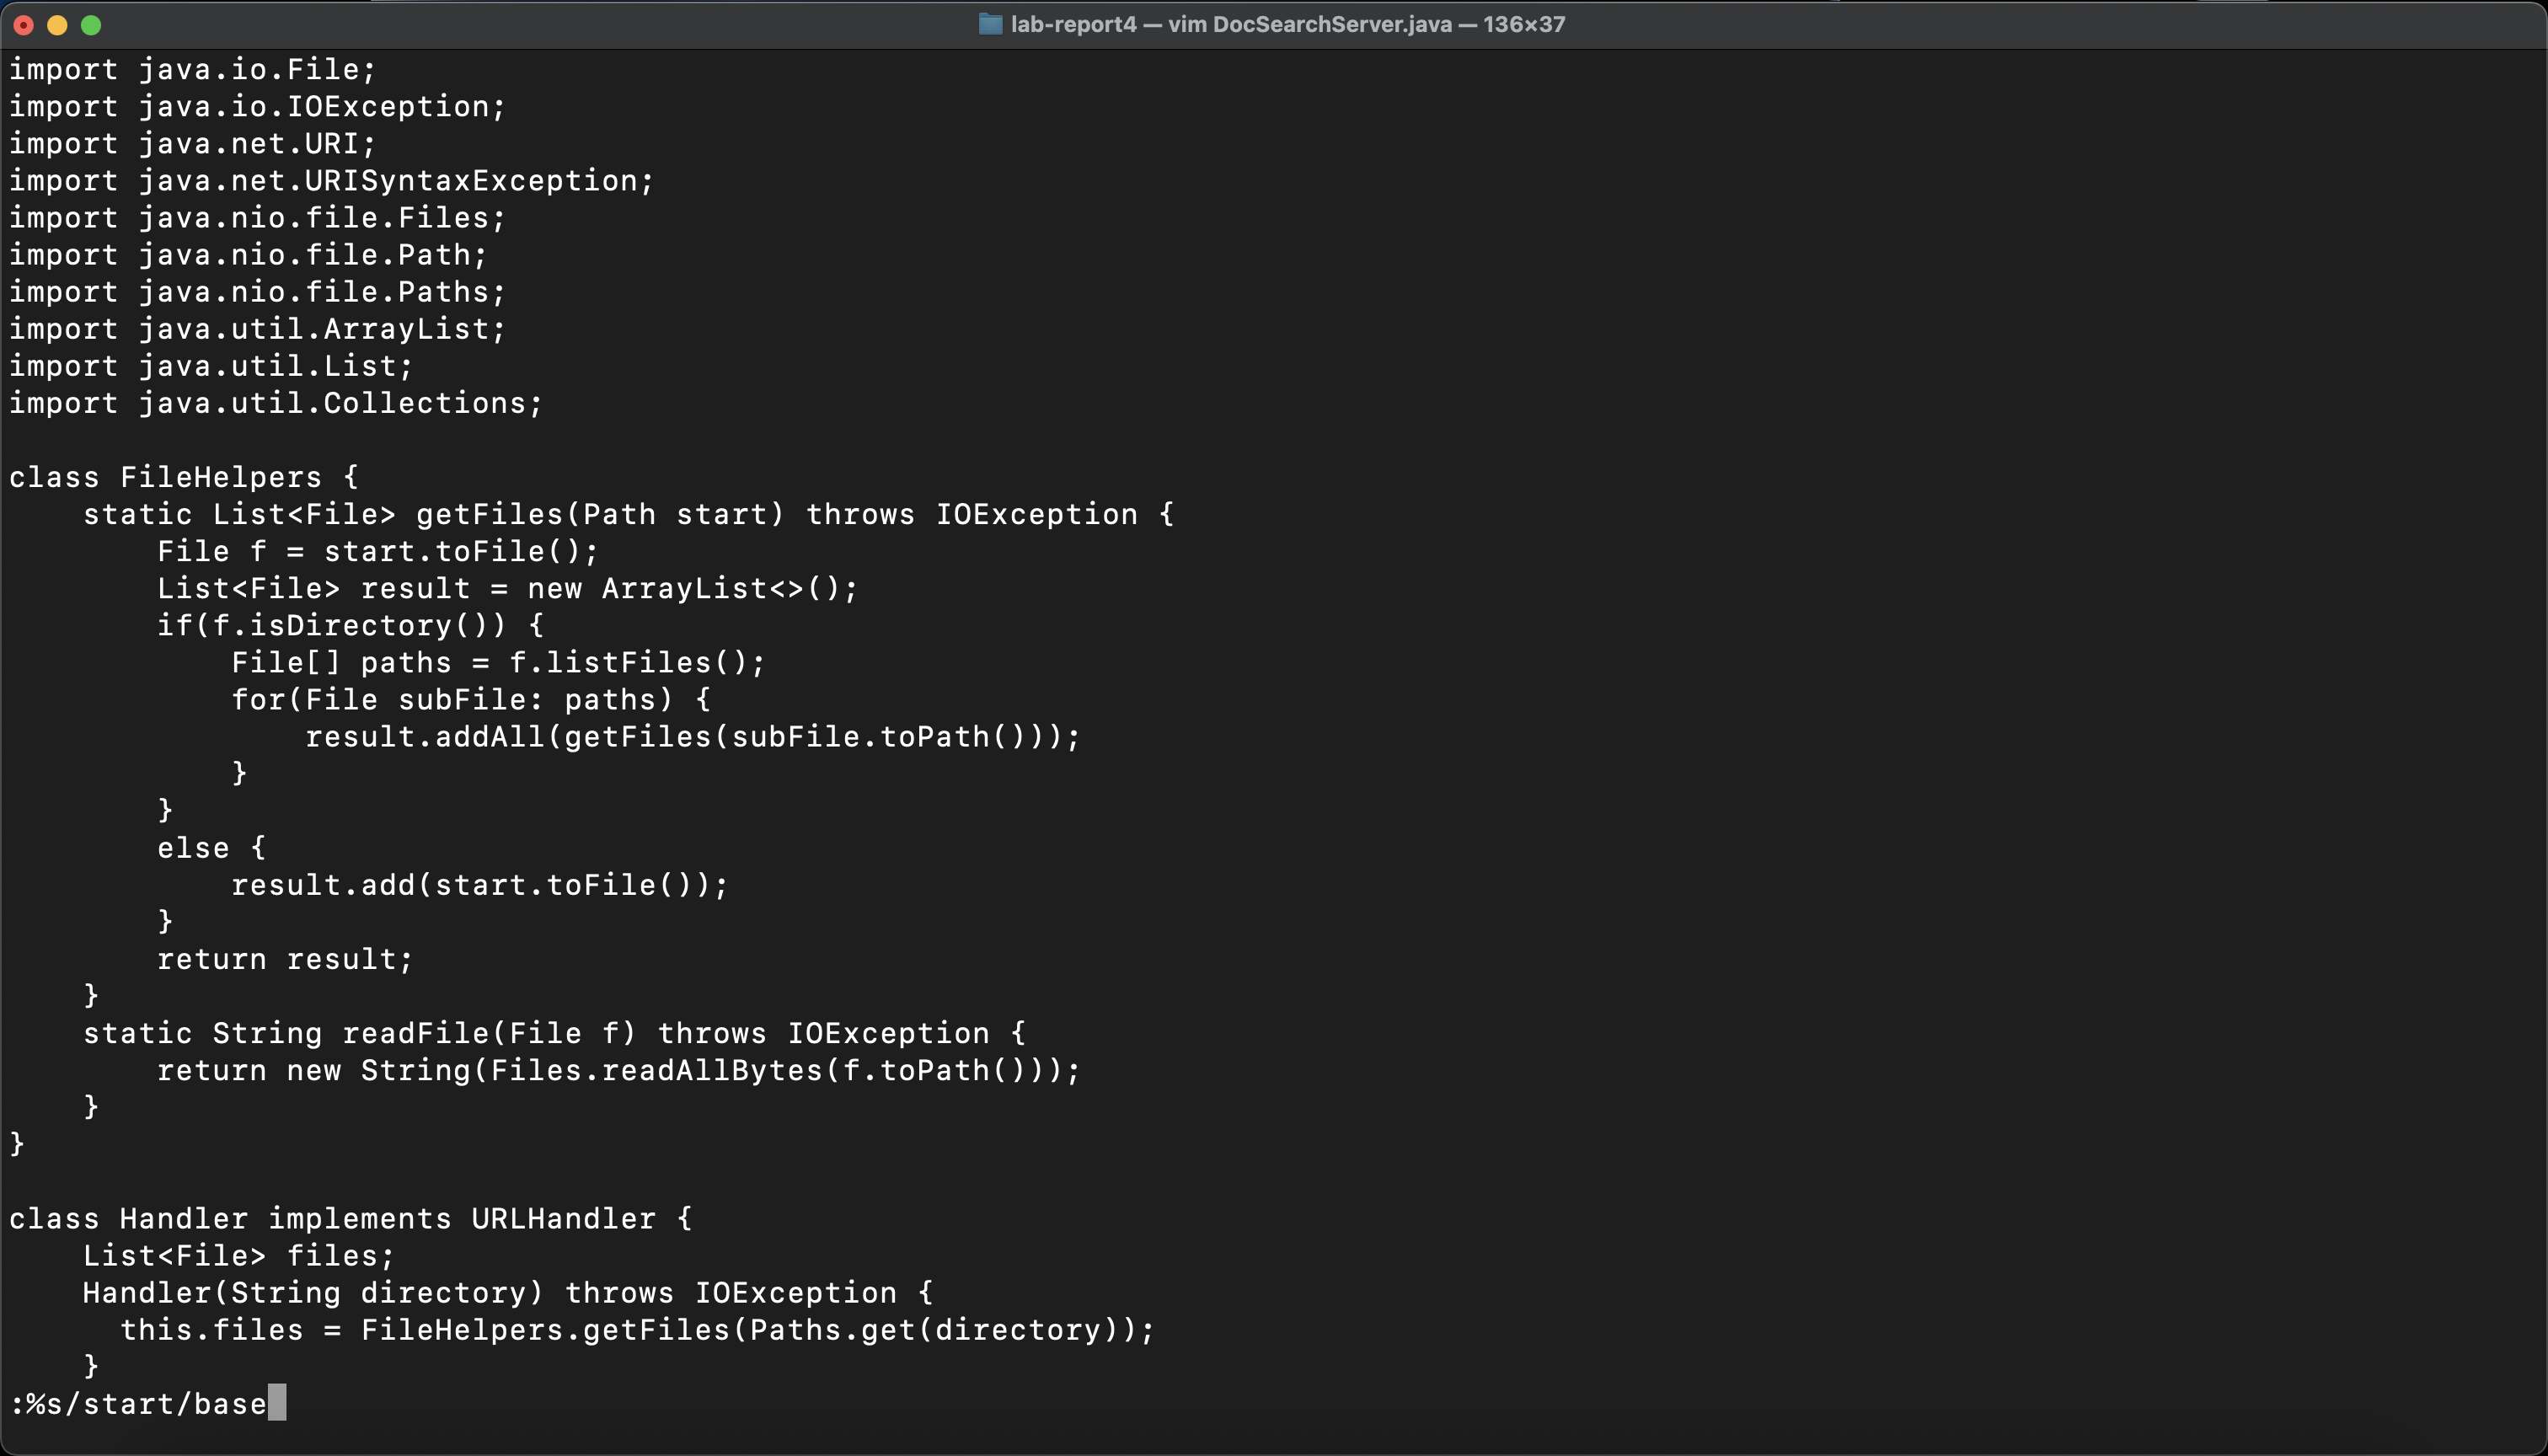 lab-report4 — vim DocSearchServer.java — 136×37
import java.io.File;
import java.io.IOException;
import java.net.URI;
import java.net.URISyntaxException;
import java.nio.file.Files;
import java.nio.file.Path;
import java.nio.file.Paths;
import java.util.ArrayList;
import java.util.List;
import java.util.Collections;

class FileHelpers {
    static List<File> getFiles(Path start) throws IOException {
        File f = start.toFile();
        List<File> result = new ArrayList<>();
        if(f.isDirectory()) {
            File[] paths = f.listFiles();
            for(File subFile: paths) {
                result.addAll(getFiles(subFile.toPath()));
            }
        }
        else {
            result.add(start.toFile());
        }
        return result;
    }
    static String readFile(File f) throws IOException {
        return new String(Files.readAllBytes(f.toPath()));
    }
}

class Handler implements URLHandler {
    List<File> files;
    Handler(String directory) throws IOException {
      this.files = FileHelpers.getFiles(Paths.get(directory));
    }
:%s/start/base